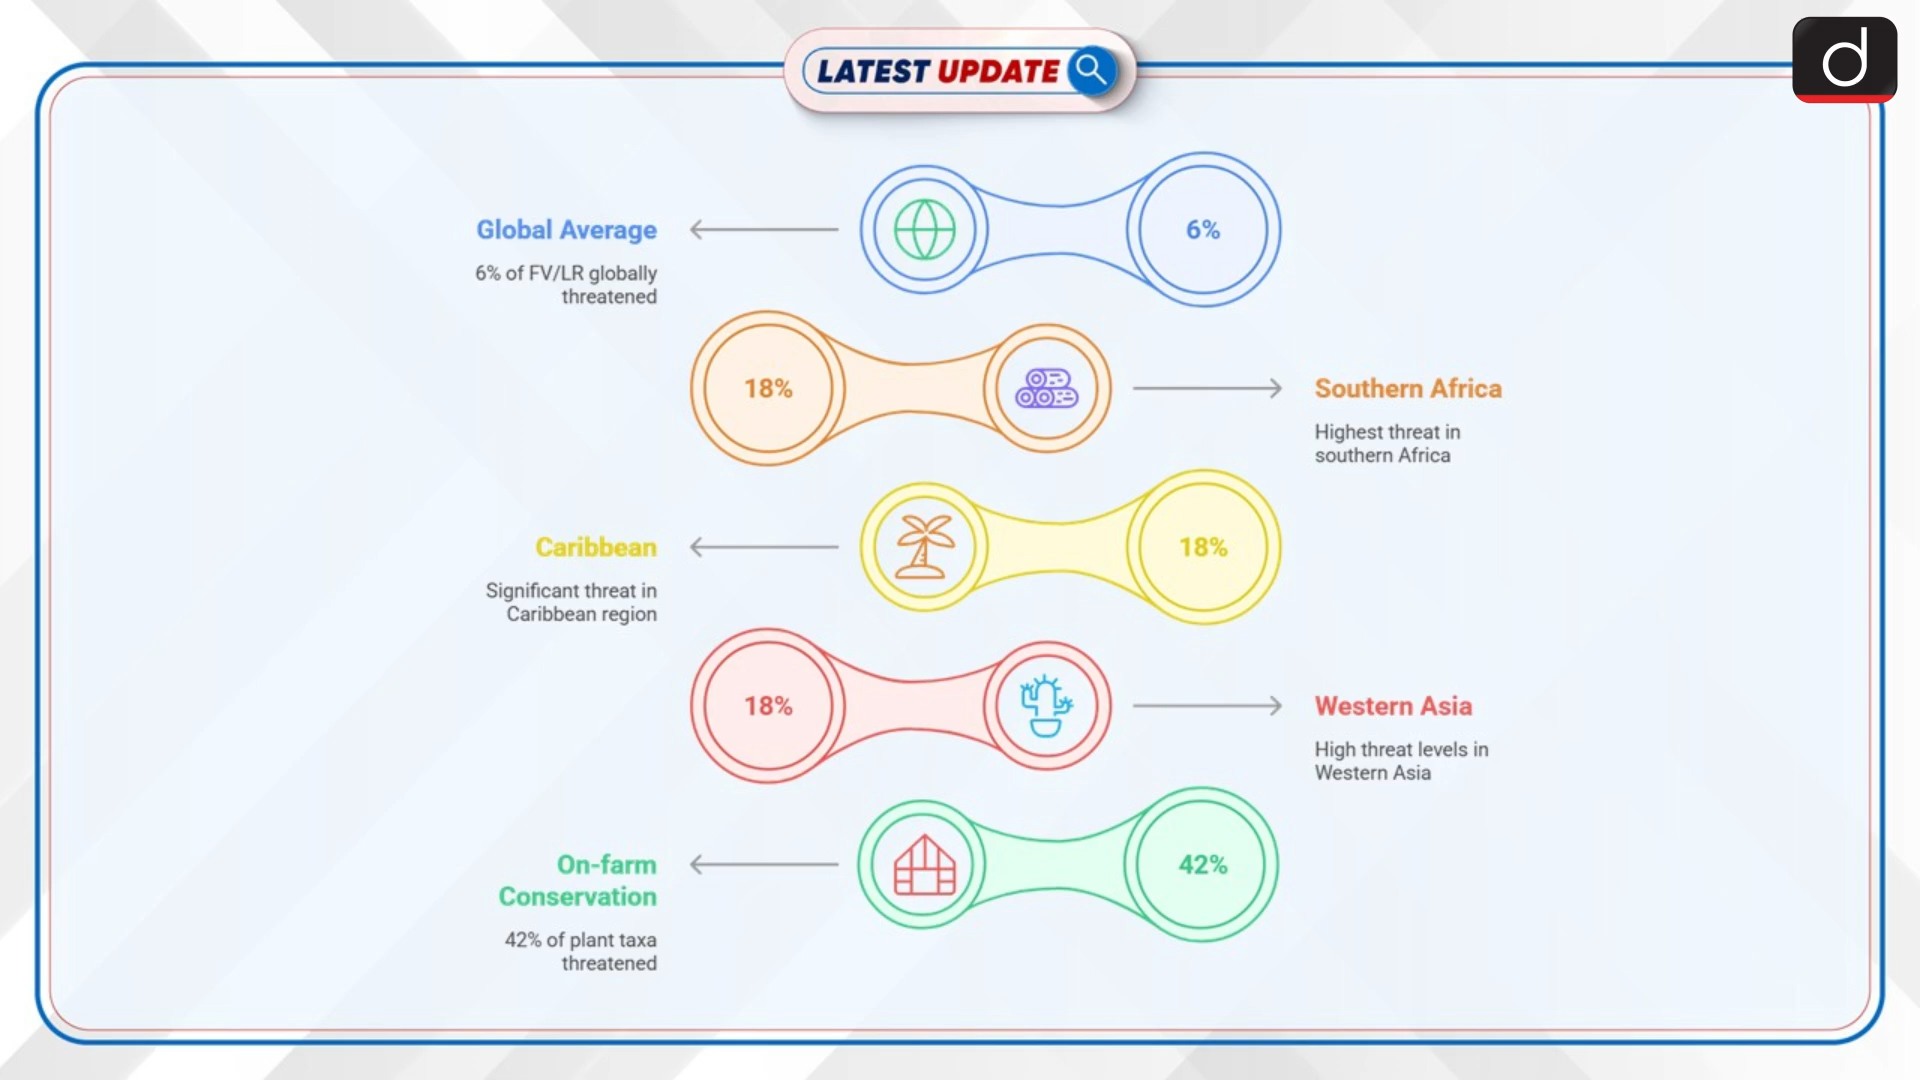 LATEST UPDATE
d
Global Average
6% of FV/LR globally
threatened
6%
18%
Southern Africa
Highest threat in
southern Africa
Caribbean
Significant threat in
Caribbean region
18%
18%
Western Asia
High threat levels in
Western Asia
On-farm
Conservation
42% of plant taxa
threatened
42%